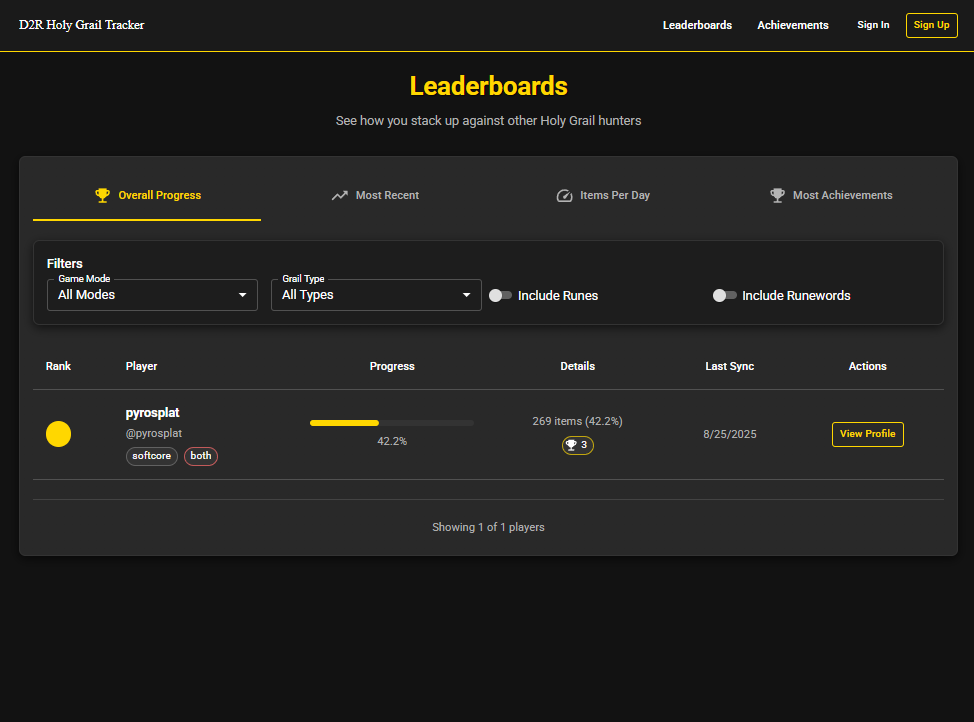 D2R Holy Grail Tracker
Leaderboards
Achievements
Sign In
Sign Up
Leaderboards
See how you stack up against other Holy Grail hunters
Overall Progress
Most Recent
Items Per Day
Most Achievements
Filters
Game Mode
All Modes
Grail Type
All Types
Include Runes
Include Runewords
Rank
Player
Progress
Details
Last Sync
Actions
pyrosplat
@pyrosplat
softcore
both
42.2%
269 items (42.2%)
3
8/25/2025
View Profile
Showing 1 of 1 players